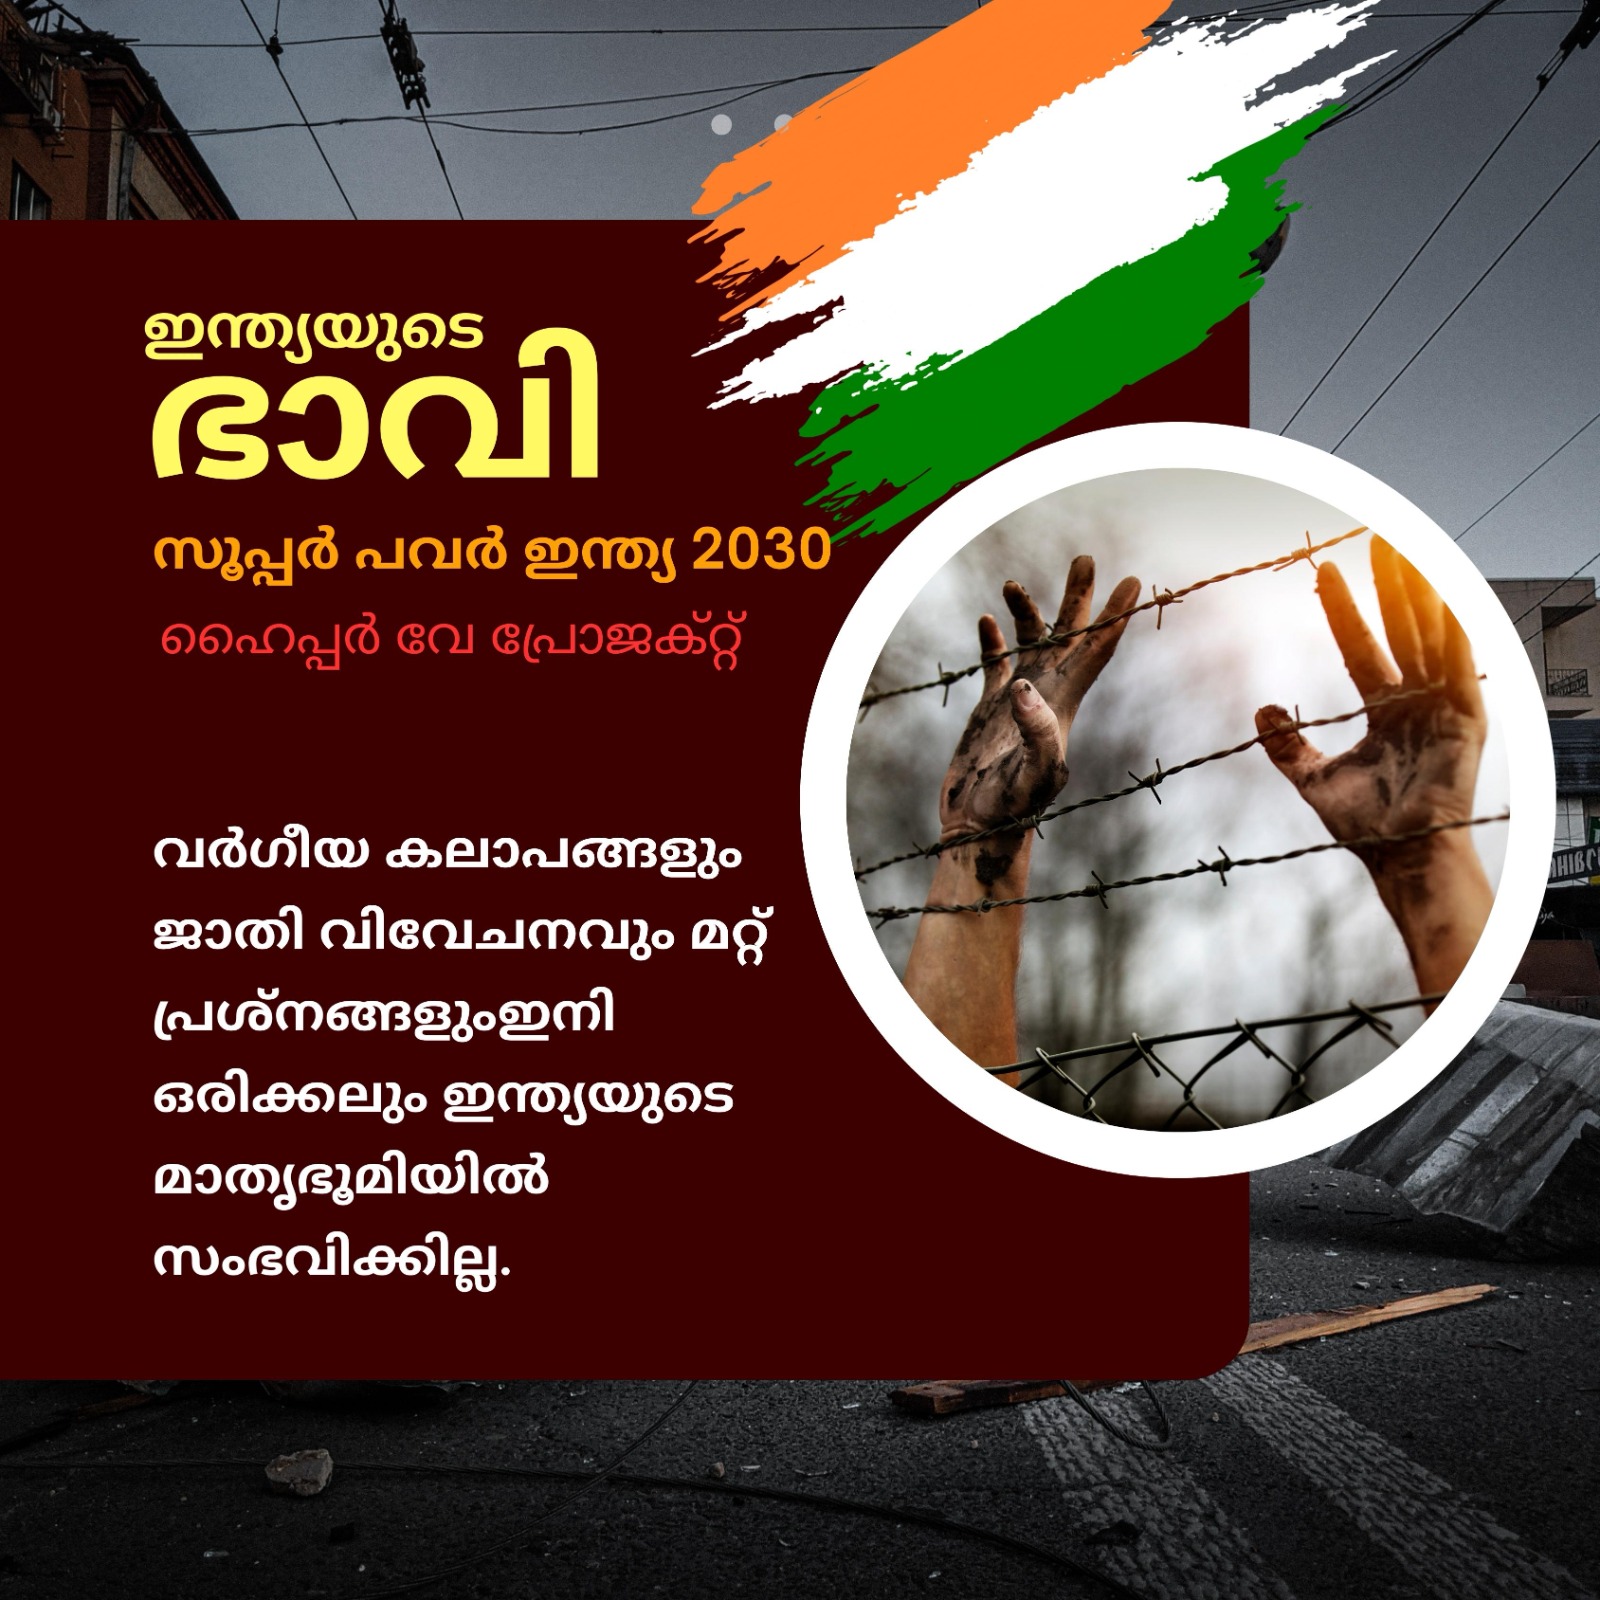 ഇന്ത്യയുടെ
ഭാവി
സൂപ്പർ പവർ ഇന്ത്യ 2030
ഹൈപ്പർ വേ പ്രോജക്റ്റ്
വർഗീയ കലാപങ്ങളും
ജാതി വിവേചനവും മറ്റ്
പ്രശ്നങ്ങളുംഇനി
ഒരിക്കലും ഇന്ത്യയുടെ
മാതൃഭൂമിയിൽ
സംഭവിക്കില്ല.